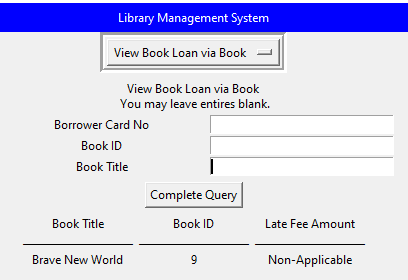 Library Management System
View Book Loan via Book
View Book Loan via Book
You may leave entires blank.
Borrower Card No
Book ID
Book Title
Complete Query
Book Title Book ID Late Fee Amount
Brave New World 9 Non-Applicable